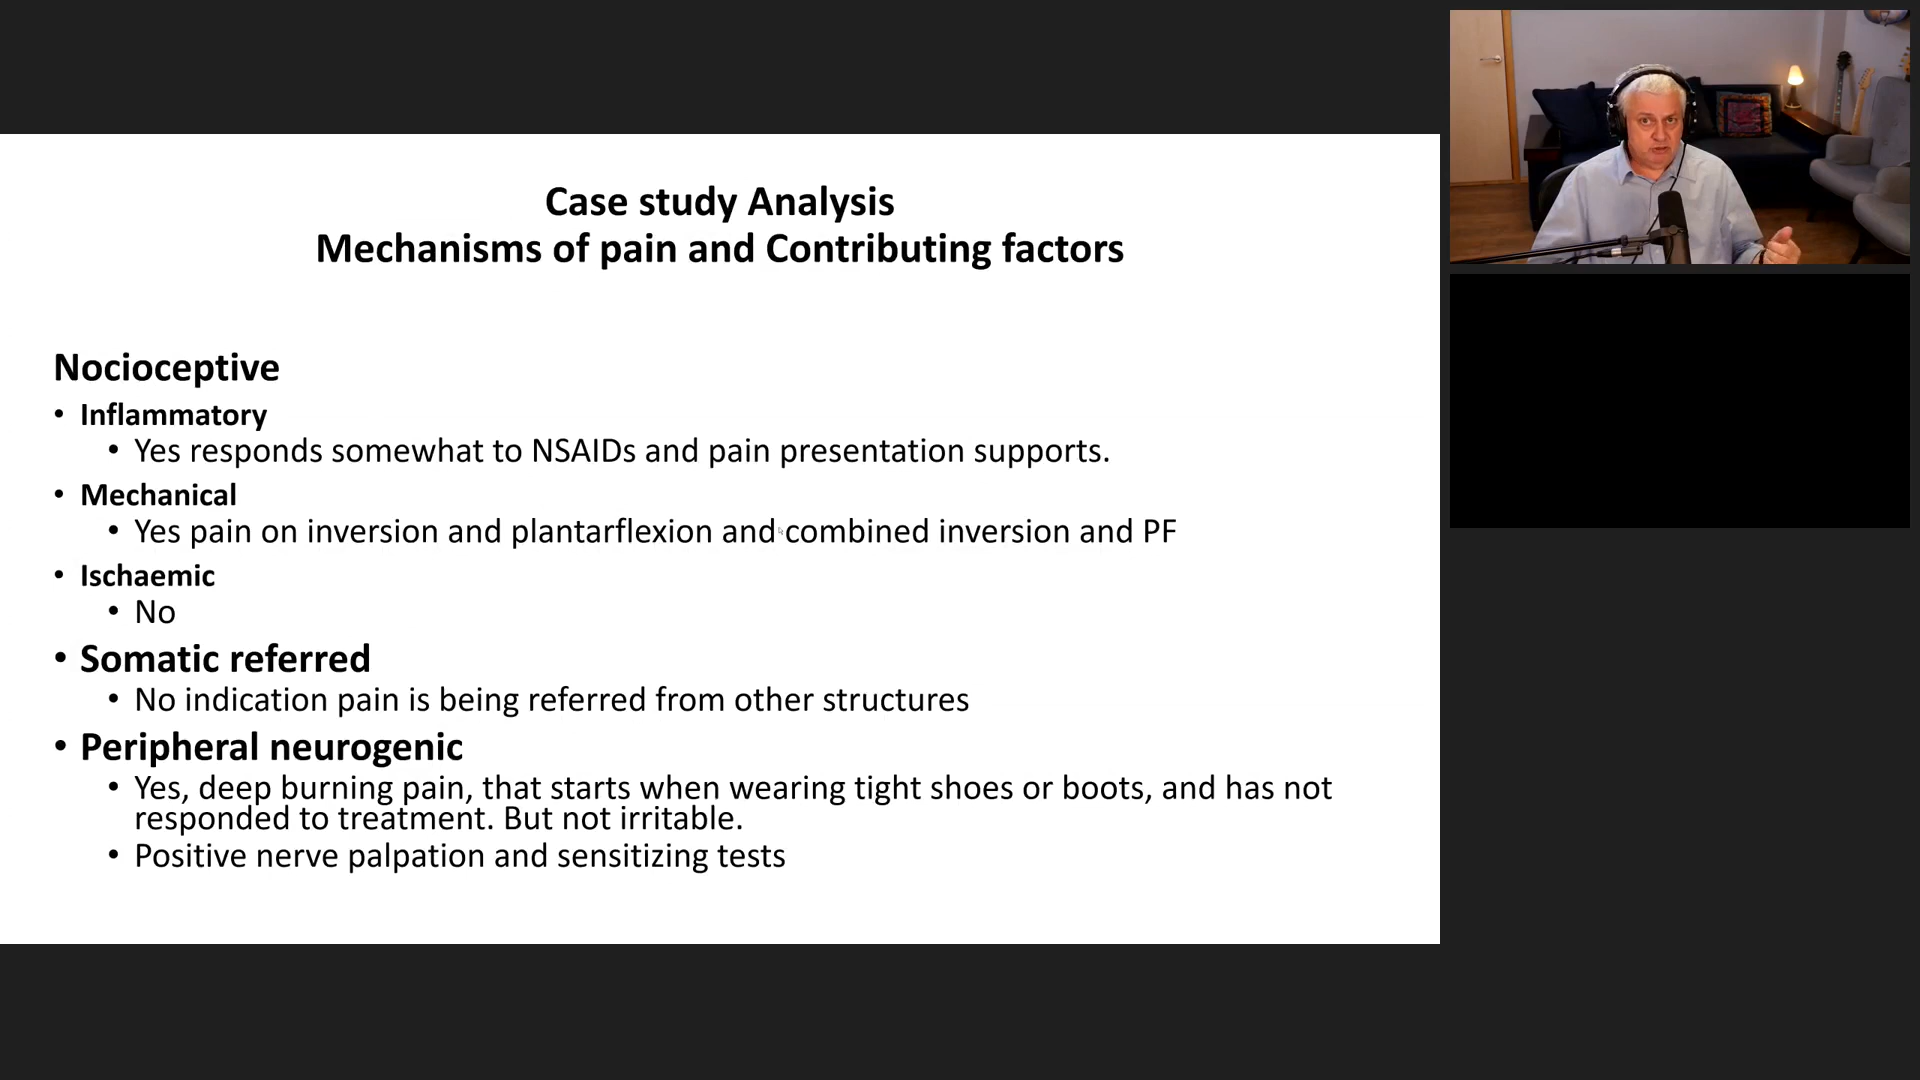 Case study Analysis
Mechanisms of pain and Contributing factors
Nocioceptive
• Inflammatory
• Yes responds somewhat to NSAIDs and pain presentation supports.
• Mechanical
• Yes pain on inversion and plantarflexion and combined inversion and PF
• Ischaemic
• No
• Somatic referred
• No indication pain is being referred from other structures
• Peripheral neurogenic
• Yes, deep burning pain, that starts when wearing tight shoes or boots, and has not
responded to treatment. But not irritable.
• Positive nerve palpation and sensitizing tests